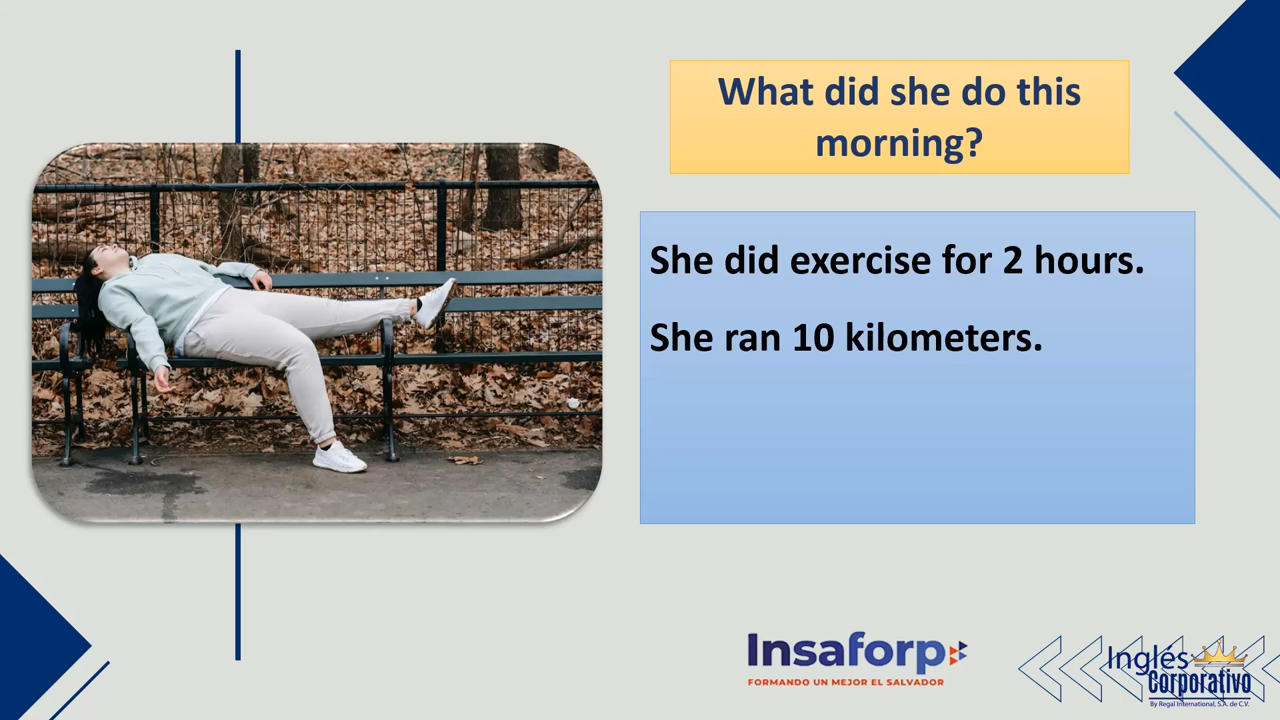 What did she do this
morning?
She did exercise for 2 hours.
She ran 10 kilometers.
Insaforp
FORMANDO UN MEJOR EL SALVADOR
Inglés
Corporativo
By Regal International, S.A. de C.V.